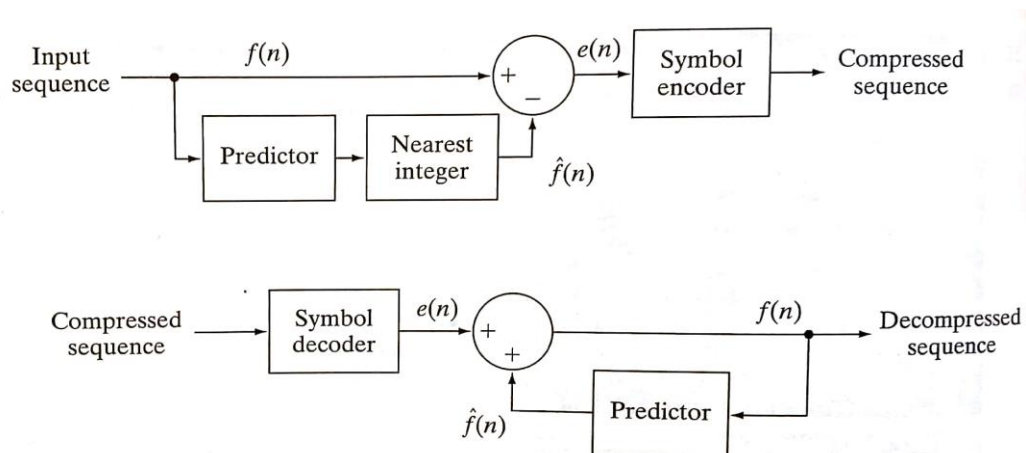 Input
sequence
f(n)
Predictor
Nearest
integer
+
−
f̂(n)
e(n)
Symbol
encoder
Compressed
sequence
Compressed
sequence
Symbol
decoder
e(n)
+
+
f̂(n)
Predictor
f(n)
Decompressed
sequence